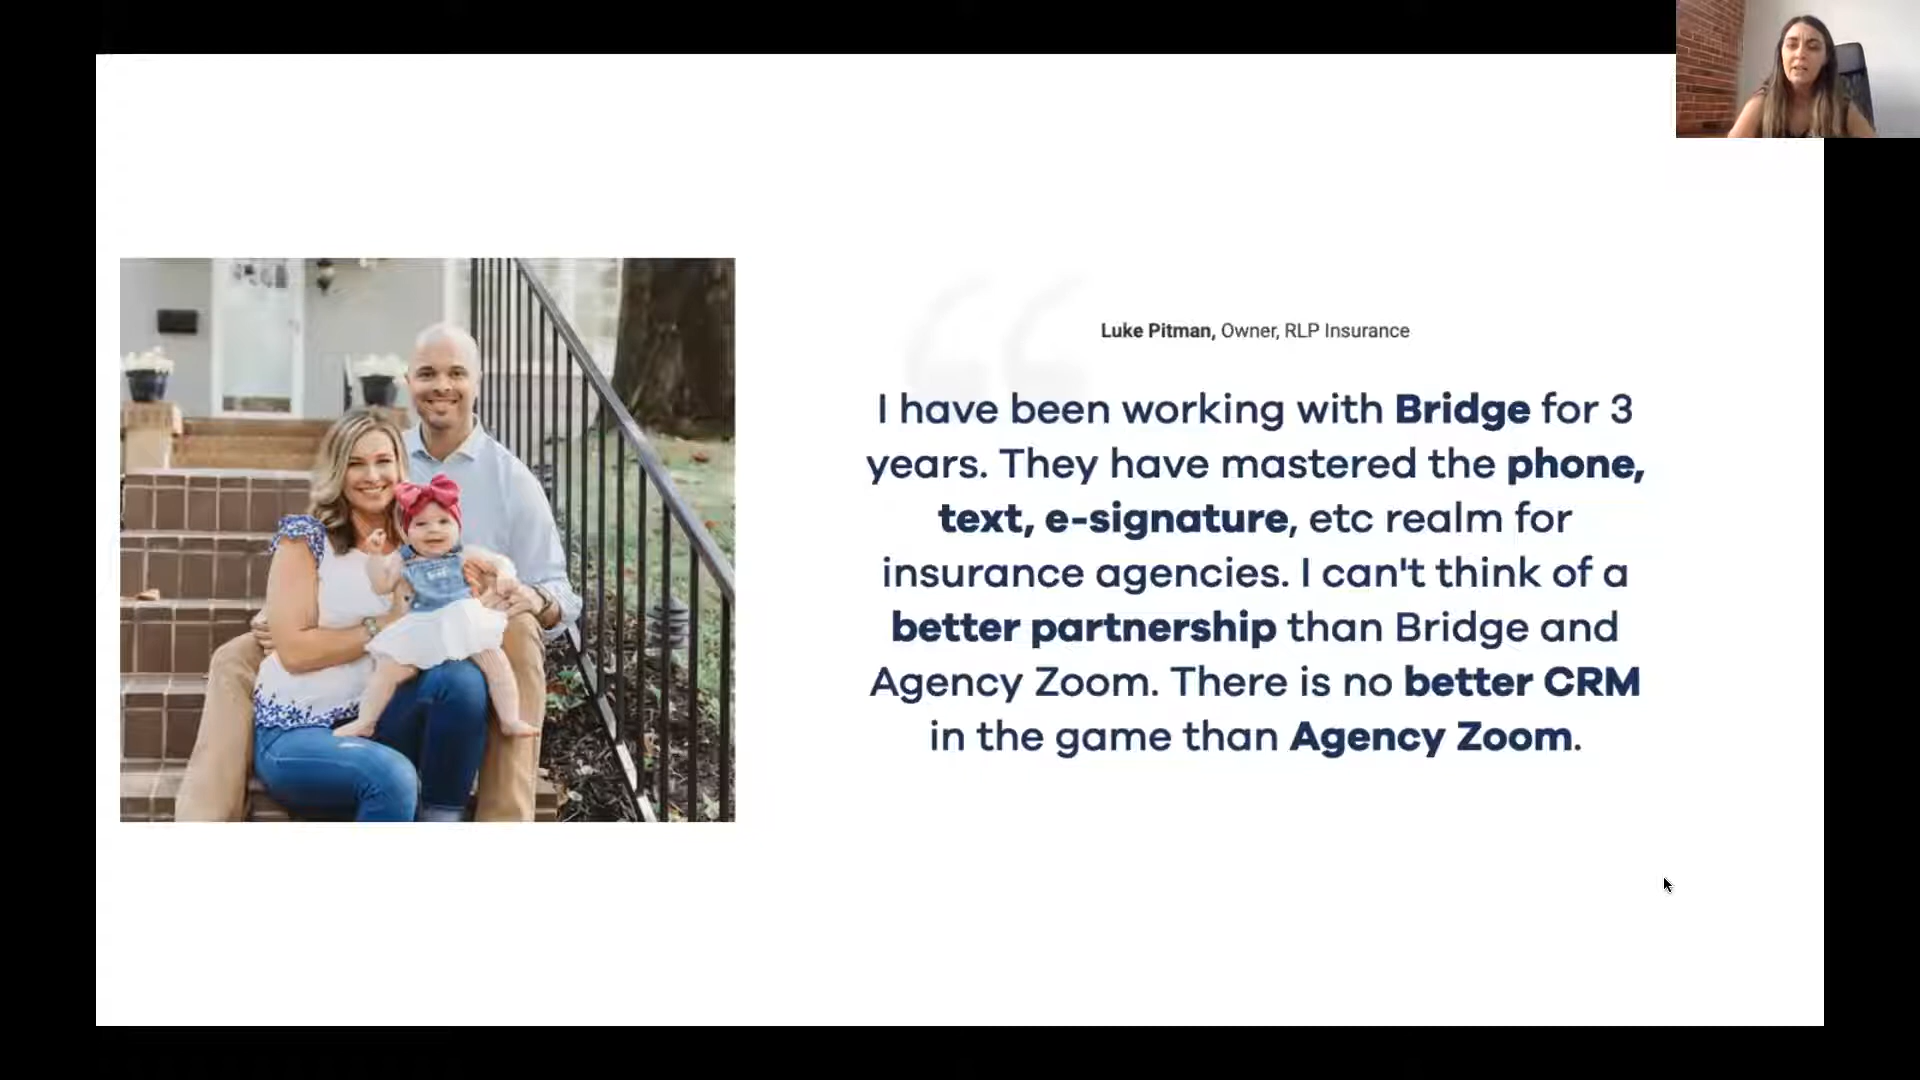 Luke Pitman, Owner, RLP Insurance
I have been working with Bridge for 3
years. They have mastered the phone,
text, e-signature, etc realm for
insurance agencies. I can't think of a
better partnership than Bridge and
Agency Zoom. There is no better CRM
in the game than Agency Zoom.